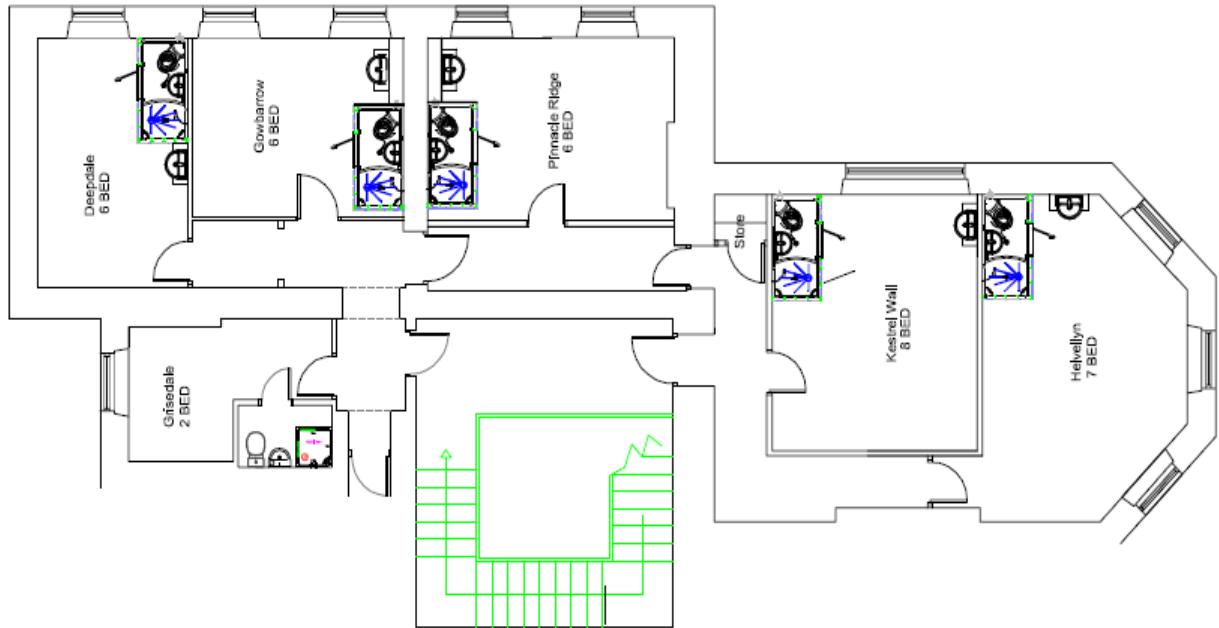 Deepdale
6 BED
Gowbarrow
6 BED
Pinnacle Ridge
6 BED
Store
Kestrel Wall
8 BED
Helvellyn
7 BED
Grisedale
2 BED